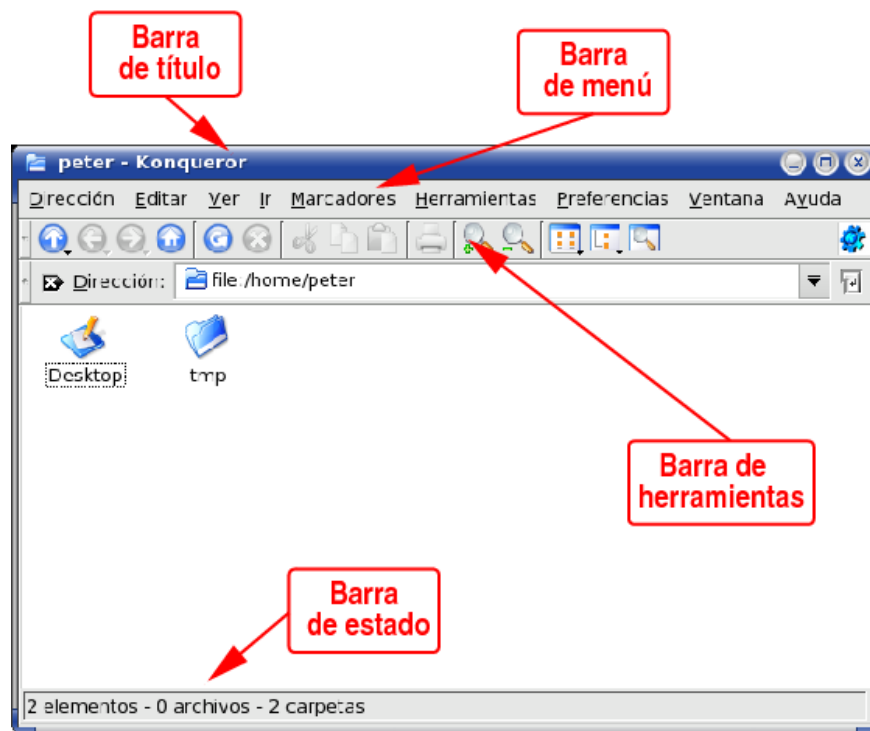 Barra
de título
Barra
de menú
peter - Konqueror
Dirección Editar Ver Ir Marcadores Herramientas Preferencias Ventana Ayuda
Dirección: file:/home/peter
Desktop tmp
Barra de
herramientas
Barra
de estado
2 elementos - 0 archivos - 2 carpetas